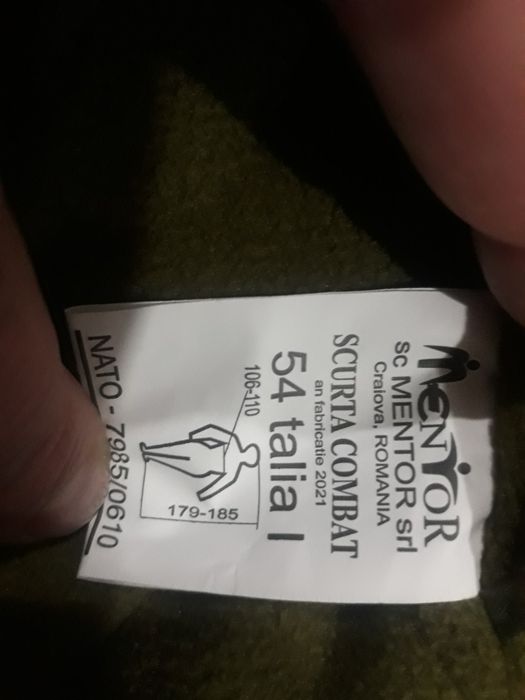 MENTOR
SC MENTOR srl
Craiova, ROMANIA
SCURTA COMBAT
an fabricatie 2021
54 talia I
106-110
179-185
NATO - 7985/0610